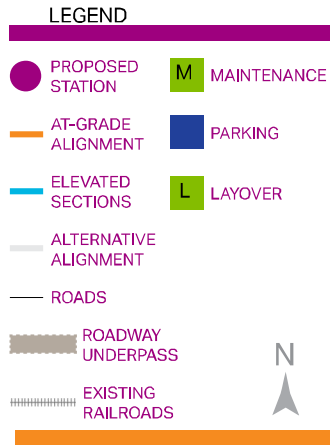 LEGEND
PROPOSED
STATION
M MAINTENANCE
AT-GRADE
ALIGNMENT
PARKING
ELEVATED
SECTIONS
L LAYOVER
ALTERNATIVE
ALIGNMENT
ROADS
ROADWAY
UNDERPASS
N
EXISTING
RAILROADS